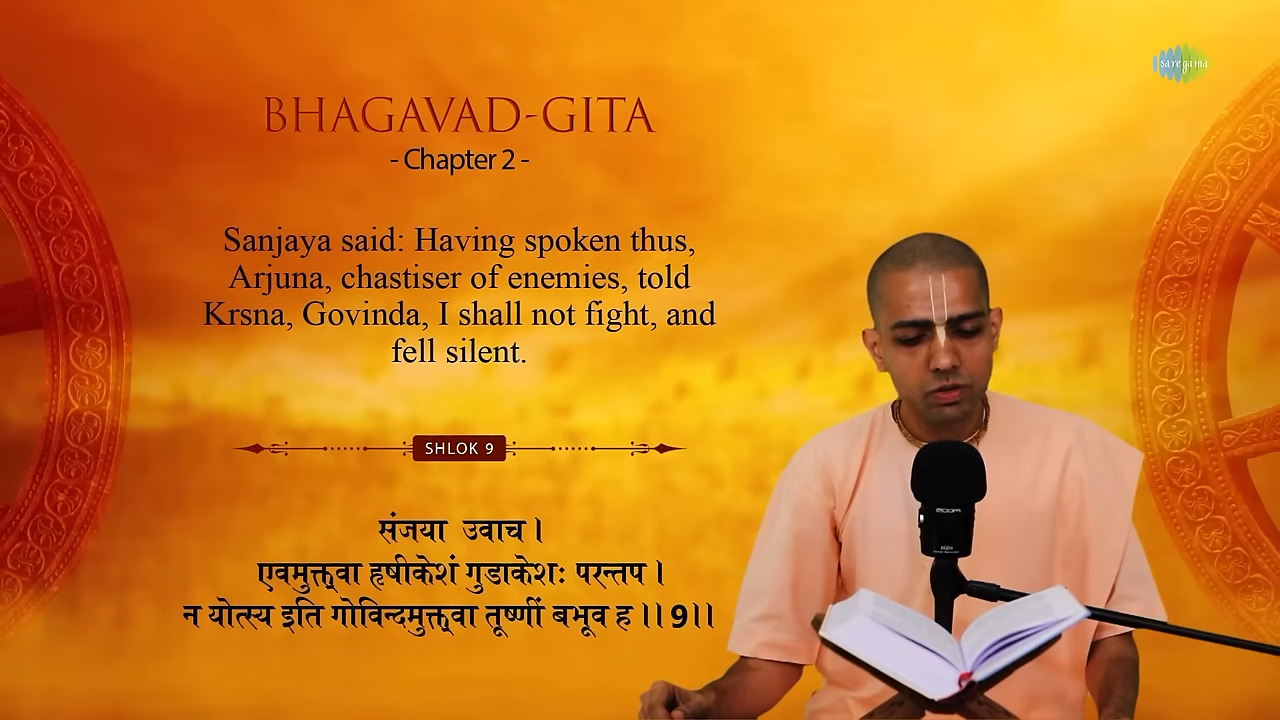 saregama
BHAGAVAD-GITA
- Chapter 2 -
Sanjaya said: Having spoken thus,
Arjuna, chastiser of enemies, told
Krsna, Govinda, I shall not fight, and
fell silent.
SHLOK 9
संजया उवाच ।
एवमुक्त्वा हृषीकेशं गुडाकेशः परन्तप ।
न योत्स्य इति गोविन्दमुक्त्वा तूष्णीं बभूव ह ।। 9।।
ZOOM